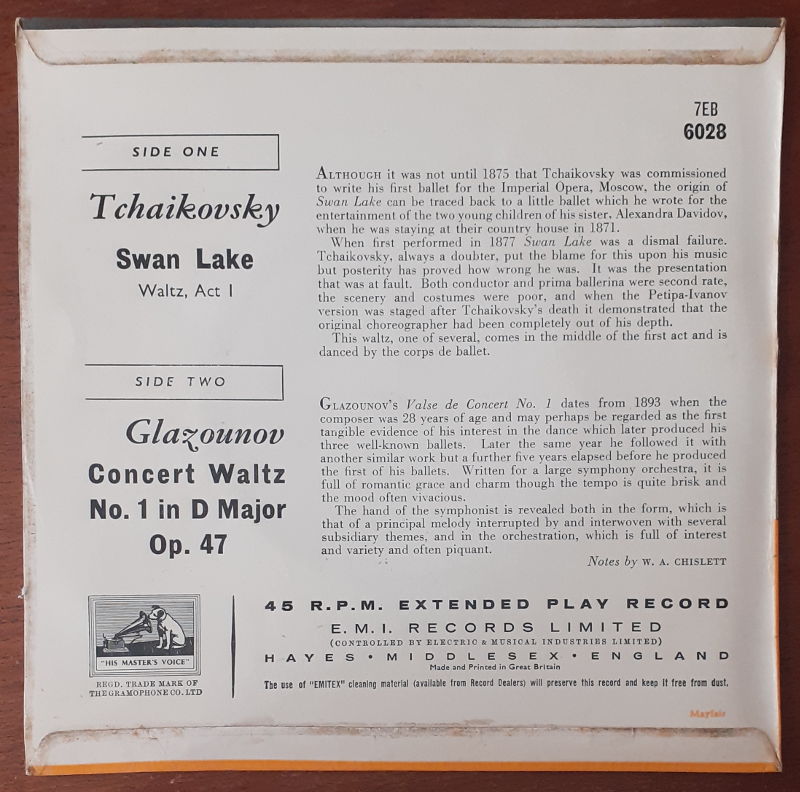 7EB
6028
SIDE ONE
Tchaikovsky
Swan Lake
Waltz, Act 1
ALTHOUGH it was not until 1875 that Tchaikovsky was commissioned
to write his first ballet for the Imperial Opera, Moscow, the origin of
Swan Lake can be traced back to a little ballet which he wrote for the
entertainment of the two young children of his sister, Alexandra Davidov,
when he was staying at their country house in 1871.
When first performed in 1877 Swan Lake was a dismal failure.
Tchaikovsky, always a doubter, put the blame for this upon his music
but posterity has proved how wrong he was. It was the presentation
that was at fault. Both conductor and prima ballerina were second rate,
the scenery and costumes were poor, and when the Petipa-Ivanov
version was staged after Tchaikovsky's death it demonstrated that the
original choreographer had been completely out of his depth.
This waltz, one of several, comes in the middle of the first act and is
danced by the corps de ballet.
SIDE TWO
Glazounov
Concert Waltz
No. 1 in D Major
Op. 47
GLAZOUNOV'S Valse de Concert No. 1 dates from 1893 when the
composer was 28 years of age and may perhaps be regarded as the first
tangible evidence of his interest in the dance which later produced his
three well-known ballets. Later the same year he followed it with
another similar work but a further five years elapsed before he produced
the first of his ballets. Written for a large symphony orchestra, it is
full of romantic grace and charm though the tempo is quite brisk and
the mood often vivacious.
The hand of the symphonist is revealed both in the form, which is
that of a principal melody interrupted by and interwoven with several
subsidiary themes, and in the orchestration, which is full of interest
and variety and often piquant.
Notes by W. A. CHISLETT
"HIS MASTER'S VOICE"
REGD. TRADE MARK OF
THE GRAMOPHONE CO. LTD
45 R.P.M. EXTENDED PLAY RECORD
E.M.I. RECORDS LIMITED
(CONTROLLED BY ELECTRIC & MUSICAL INDUSTRIES LIMITED)
HAYES • MIDDLESEX • ENGLAND
Made and Printed in Great Britain
The use of "EMITEX" cleaning material (available from Record Dealers) will preserve this record and keep it free from dust.
Mayfair